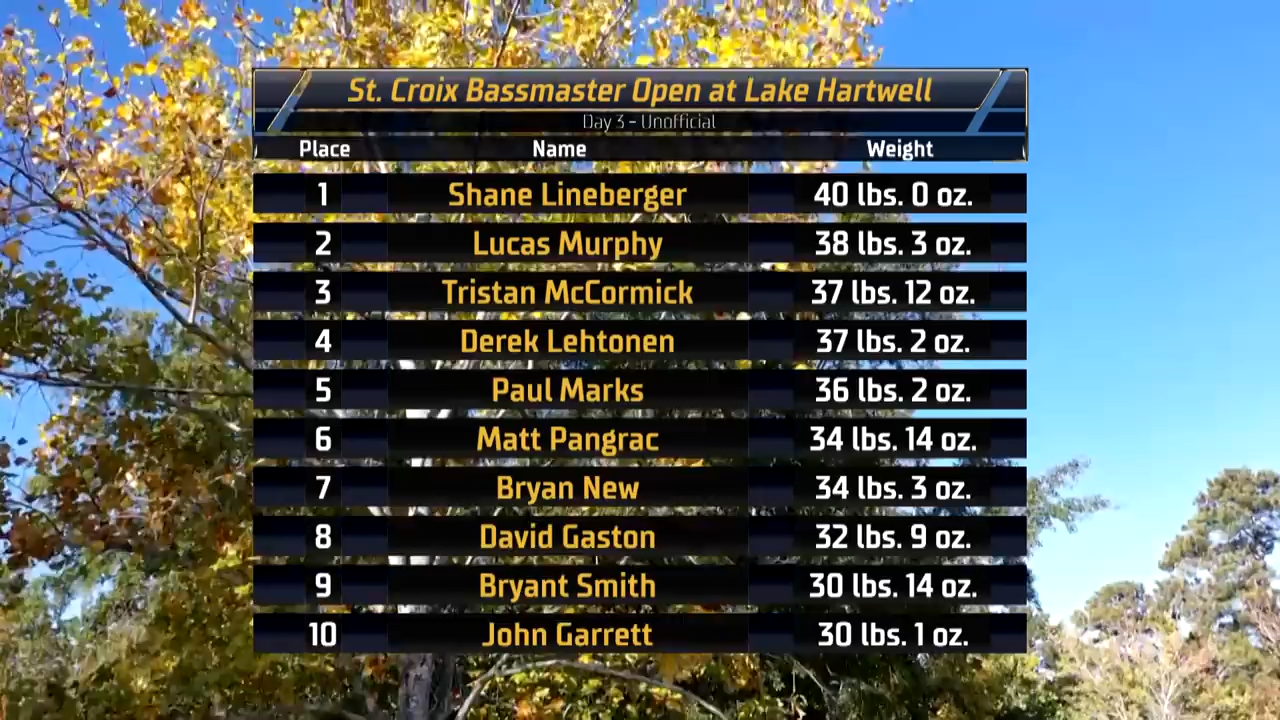 St. Croix Bassmaster Open at Lake Hartwell
Day 3 - Unofficial
Place Name Weight
1 Shane Lineberger 40 lbs. 0 oz.
2 Lucas Murphy 38 lbs. 3 oz.
3 Tristan McCormick 37 lbs. 12 oz.
4 Derek Lehtonen 37 lbs. 2 oz.
5 Paul Marks 36 lbs. 2 oz.
6 Matt Pangrac 34 lbs. 14 oz.
7 Bryan New 34 lbs. 3 oz.
8 David Gaston 32 lbs. 9 oz.
9 Bryant Smith 30 lbs. 14 oz.
10 John Garrett 30 lbs. 1 oz.